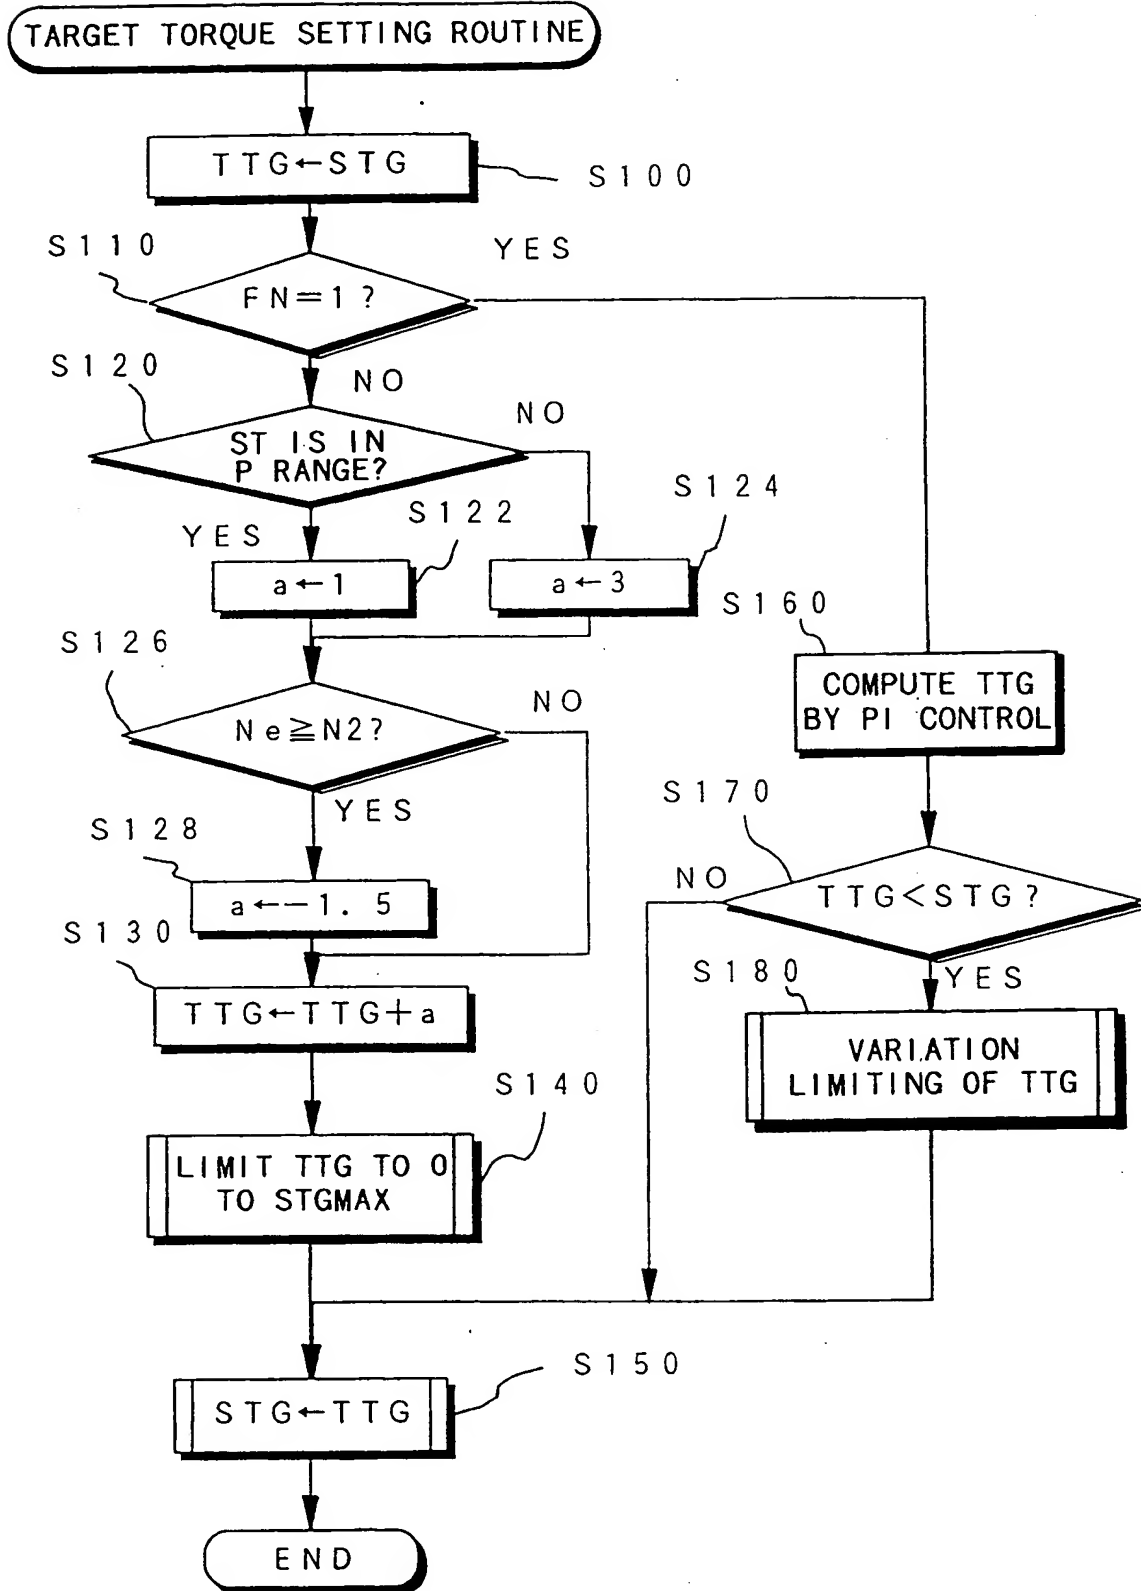 TARGET TORQUE SETTING ROUTINE
TTG←STG
S100
S110
YES
FN=1?
S120
NO
NO
ST IS IN
P RANGE?
S124
S122
YES
a←1
a←3
S160
S126
NO
COMPUTE TTG
BY PI CONTROL
Ne≧N2?
S170
YES
S128
NO
TTG<STG?
a←−1.5
S130
S180
YES
TTG←TTG+a
VARIATION
LIMITING OF TTG
S140
LIMIT TTG TO 0
TO STGMAX
S150
STG←TTG
END